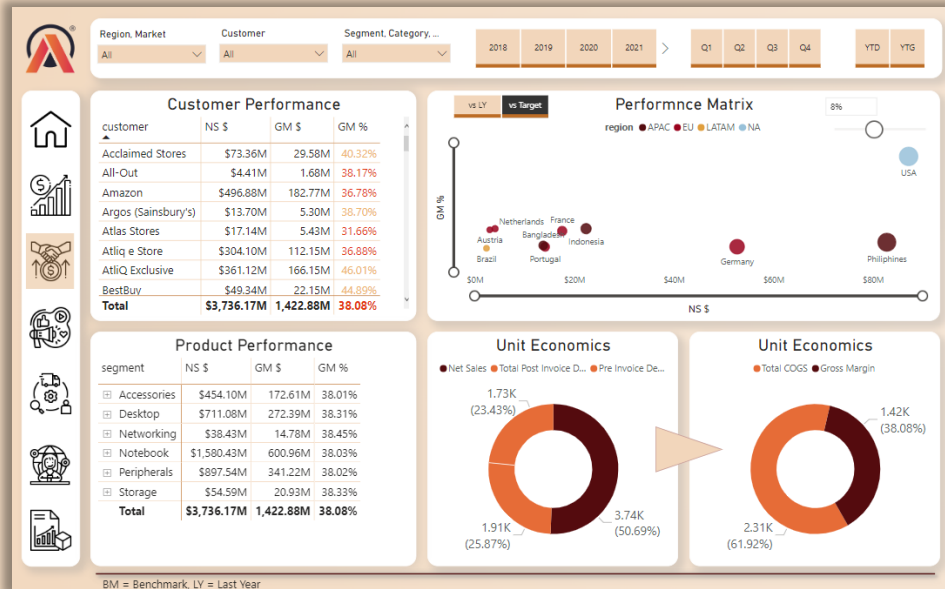 Region, Market
Customer
Segment, Category, ...
All
All
All
2018
2019
2020
2021
Q1
Q2
Q3
Q4
YTD
YTG
Customer Performance
customer NS $ GM $ GM %
Acclaimed Stores $73.36M 29.58M 40.32%
All-Out $4.41M 1.68M 38.17%
Amazon $496.88M 182.77M 36.78%
Argos (Sainsbury's) $13.70M 5.30M 38.70%
Atlas Stores $17.14M 5.43M 31.66%
Atliq e Store $304.10M 112.15M 36.88%
AtliQ Exclusive $361.12M 166.15M 46.01%
BestBuy $49.34M 22.15M 44.89%
Total $3,736.17M 1,422.88M 38.08%
vs LY
vs Target
Performnce Matrix
8%
region APAC EU LATAM NA
GM %
USA
Netherlands
France
Austria
Bangladesh
Indonesia
Brazil
Portugal
Germany
Philiphines
$0M
$20M
$40M
$60M
$80M
NS $
Product Performance
segment NS $ GM $ GM %
Accessories $454.10M 172.61M 38.01%
Desktop $711.08M 272.39M 38.31%
Networking $38.43M 14.78M 38.45%
Notebook $1,580.43M 600.96M 38.03%
Peripherals $897.54M 341.22M 38.02%
Storage $54.59M 20.93M 38.33%
Total $3,736.17M 1,422.88M 38.08%
Unit Economics
Net Sales Total Post Invoice D... Pre Invoice De...
1.73K
(23.43%)
1.91K
(25.87%)
3.74K
(50.69%)
Unit Economics
Total COGS Gross Margin
1.42K
(38.08%)
2.31K
(61.92%)
BM = Benchmark, LY = Last Year